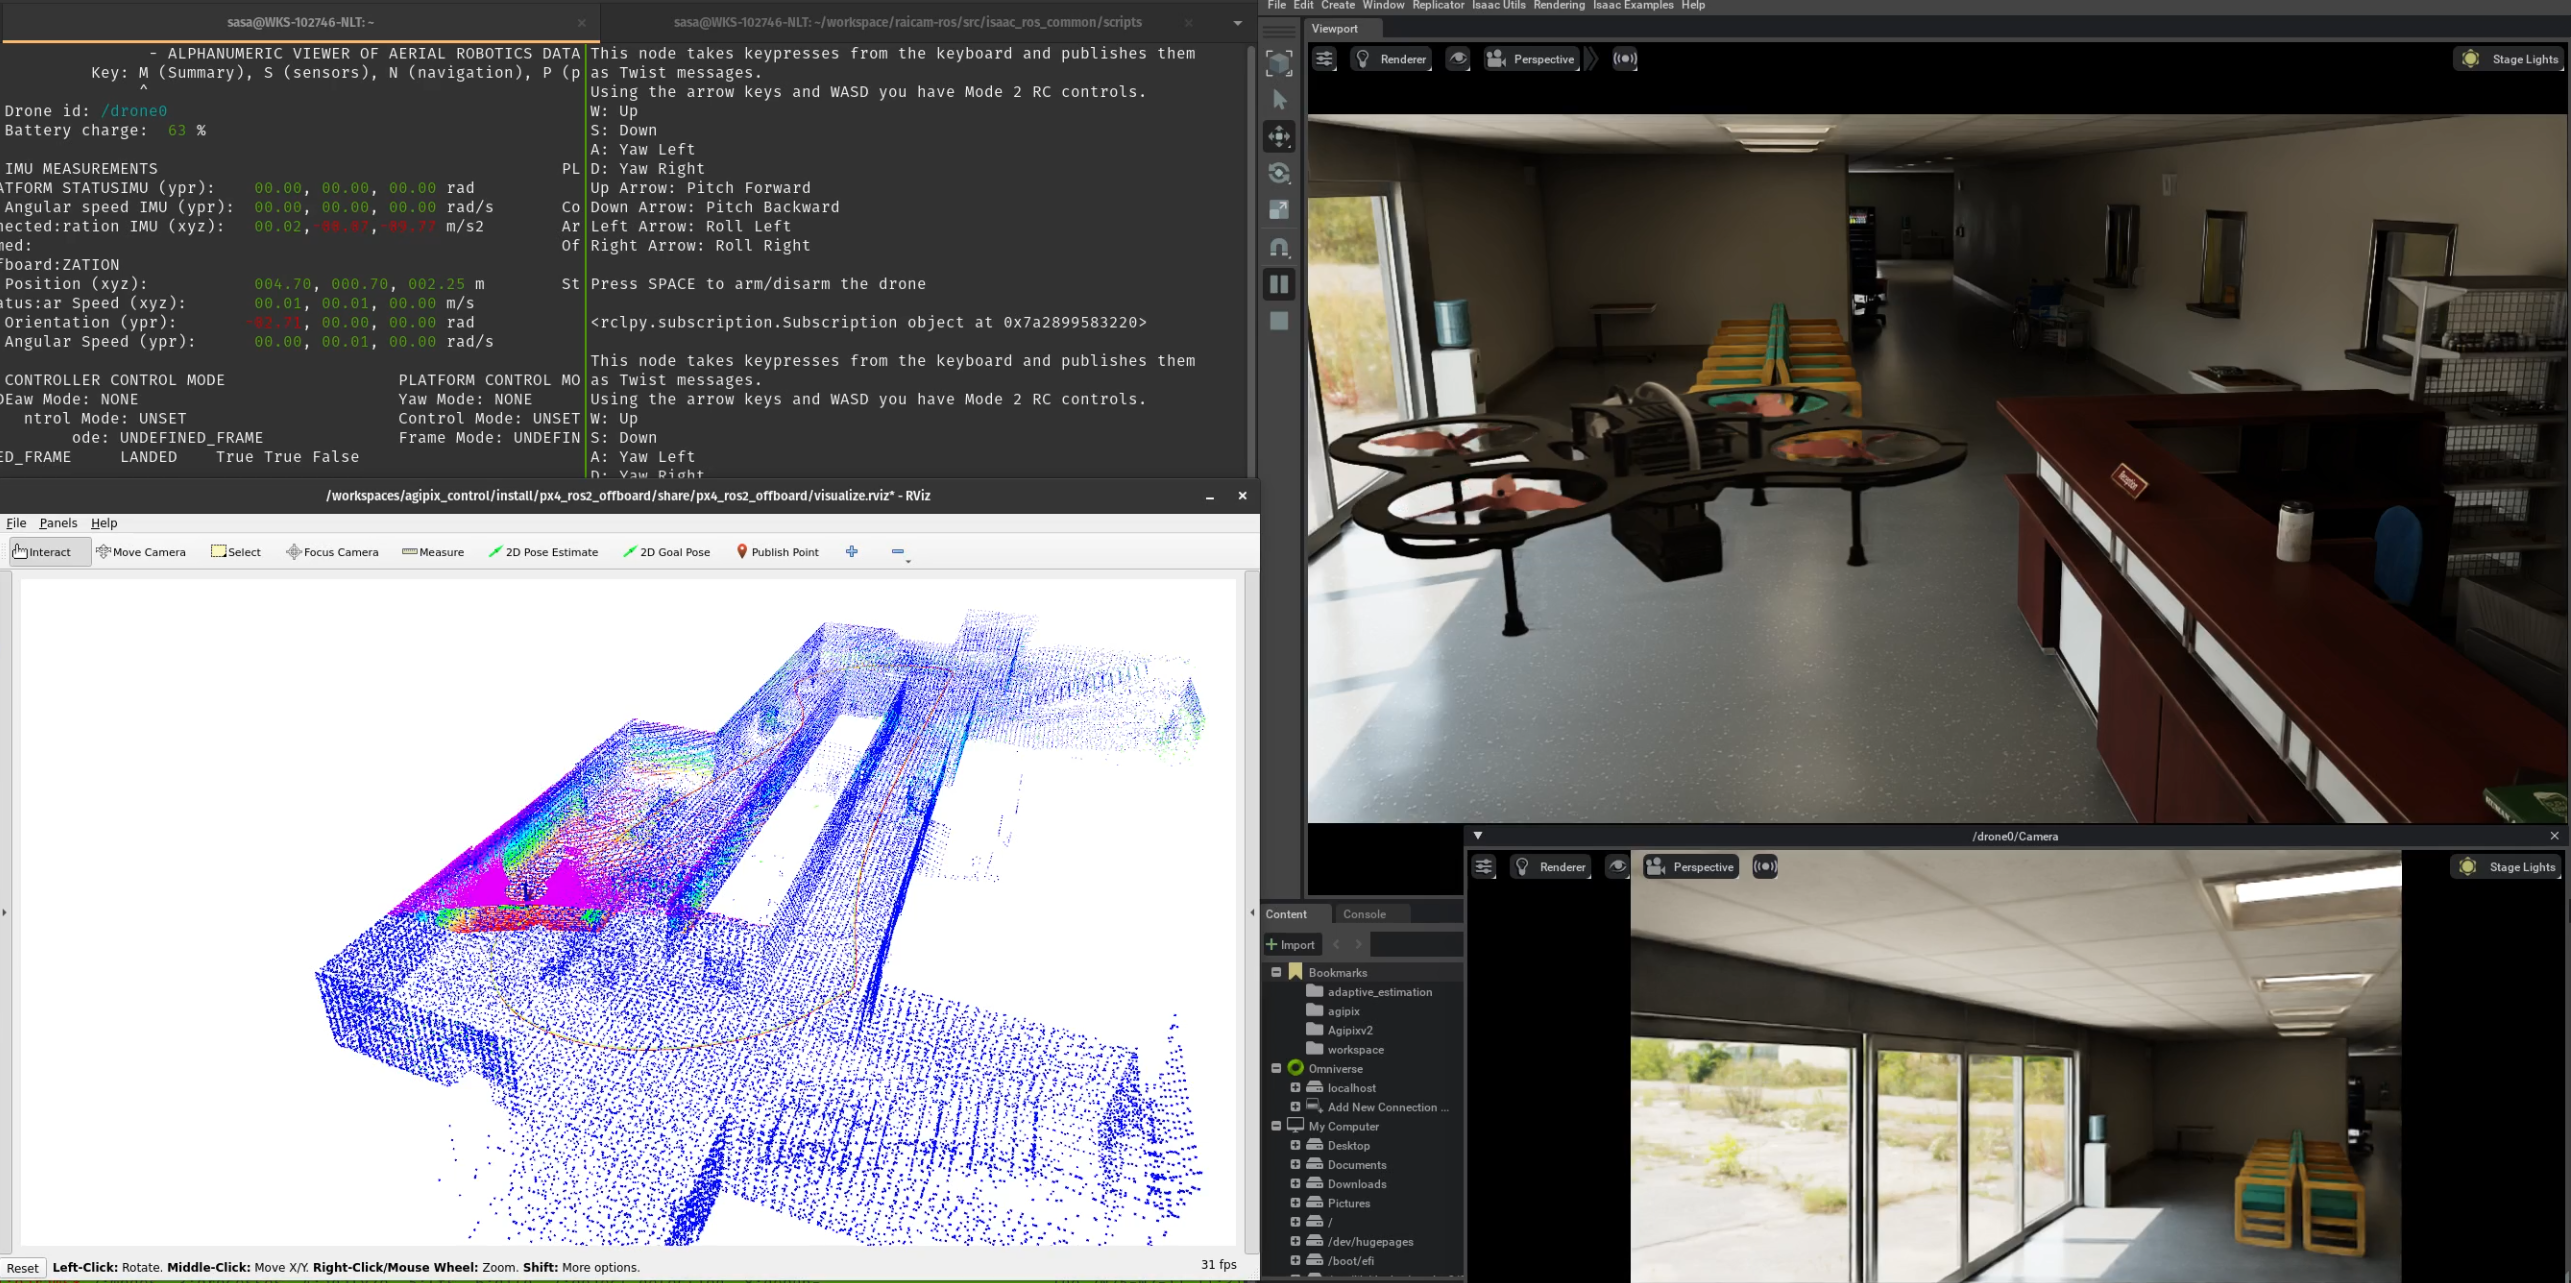 sasa@WKS-102746-NLT: ~
sasa@WKS-102746-NLT: ~/workspace/raicam-ros/src/isaac_ros_common/scripts
- ALPHANUMERIC VIEWER OF AERIAL ROBOTICS DATA
Key: M (Summary), S (sensors), N (navigation), P (p
^
Drone id: /drone0
Battery charge: 63 %
IMU MEASUREMENTS PL
ATFORM STATUSIMU (ypr): 00.00, 00.00, 00.00 rad
Angular speed IMU (ypr): 00.00, 00.00, 00.00 rad/s Co
nected:ration IMU (xyz): 00.02, m/s2 Ar
med: Of
fboard:ZATION
Position (xyz): 004.70, 000.70, 002.25 m St
atus:ar Speed (xyz): 00.01, 00.01, 00.00 m/s
Orientation (ypr): 00.00, 00.00 rad
Angular Speed (ypr): 00.00, 00.01, 00.00 rad/s
CONTROLLER CONTROL MODE PLATFORM CONTROL MO
DEaw Mode: NONE Yaw Mode: NONE
ntrol Mode: UNSET Control Mode: UNSET
ode: UNDEFINED_FRAME Frame Mode: UNDEFIN
ED_FRAME LANDED True True False
This node takes keypresses from the keyboard and publishes them
as Twist messages.
Using the arrow keys and WASD you have Mode 2 RC controls.
W: Up
S: Down
A: Yaw Left
D: Yaw Right
Up Arrow: Pitch Forward
Down Arrow: Pitch Backward
Left Arrow: Roll Left
Right Arrow: Roll Right
Press SPACE to arm/disarm the drone
<rclpy.subscription.Subscription object at 0x7a2899583220>
This node takes keypresses from the keyboard and publishes them
as Twist messages.
Using the arrow keys and WASD you have Mode 2 RC controls.
W: Up
S: Down
A: Yaw Left
D: Yaw Right
/workspaces/agipix_control/install/px4_ros2_offboard/share/px4_ros2_offboard/visualize.rviz* - RViz
File Panels Help
Interact Move Camera Select Focus Camera Measure 2D Pose Estimate 2D Goal Pose Publish Point
Reset Left-Click: Rotate. Middle-Click: Move X/Y. Right-Click/Mouse Wheel: Zoom. Shift: More options. 31 fps
File Edit Create Window Replicator Isaac Utils Rendering Isaac Examples Help
Viewport
Renderer Perspective Stage Lights
Reception
/drone0/Camera
Renderer Perspective Stage Lights
Content Console
Import
Bookmarks
adaptive_estimation
agipix
Agipixv2
workspace
Omniverse
localhost
Add New Connection ...
My Computer
Desktop
Documents
Downloads
Pictures
/
/dev/hugepages
/boot/efi